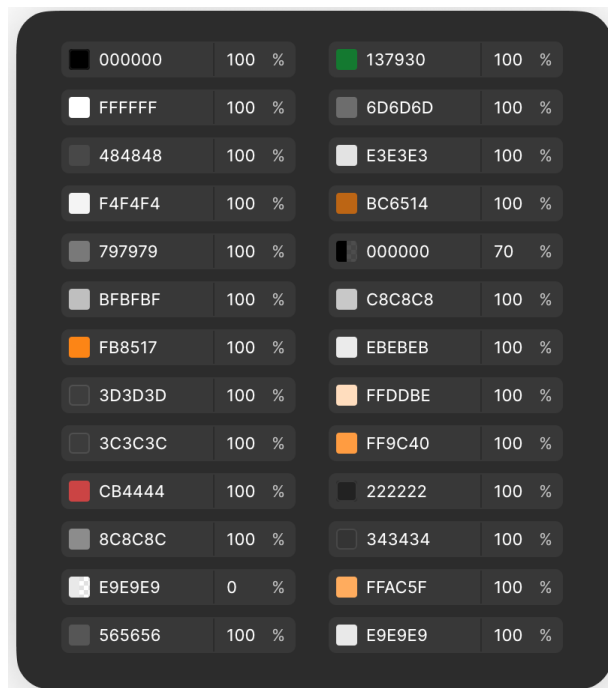 000000 100 % 137930 100 %
FFFFFF 100 % 6D6D6D 100 %
484848 100 % E3E3E3 100 %
F4F4F4 100 % BC6514 100 %
797979 100 % 000000 70 %
BFBFBF 100 % C8C8C8 100 %
FB8517 100 % EBEBEB 100 %
3D3D3D 100 % FFDDBE 100 %
3C3C3C 100 % FF9C40 100 %
CB4444 100 % 222222 100 %
8C8C8C 100 % 343434 100 %
E9E9E9 0 % FFAC5F 100 %
565656 100 % E9E9E9 100 %